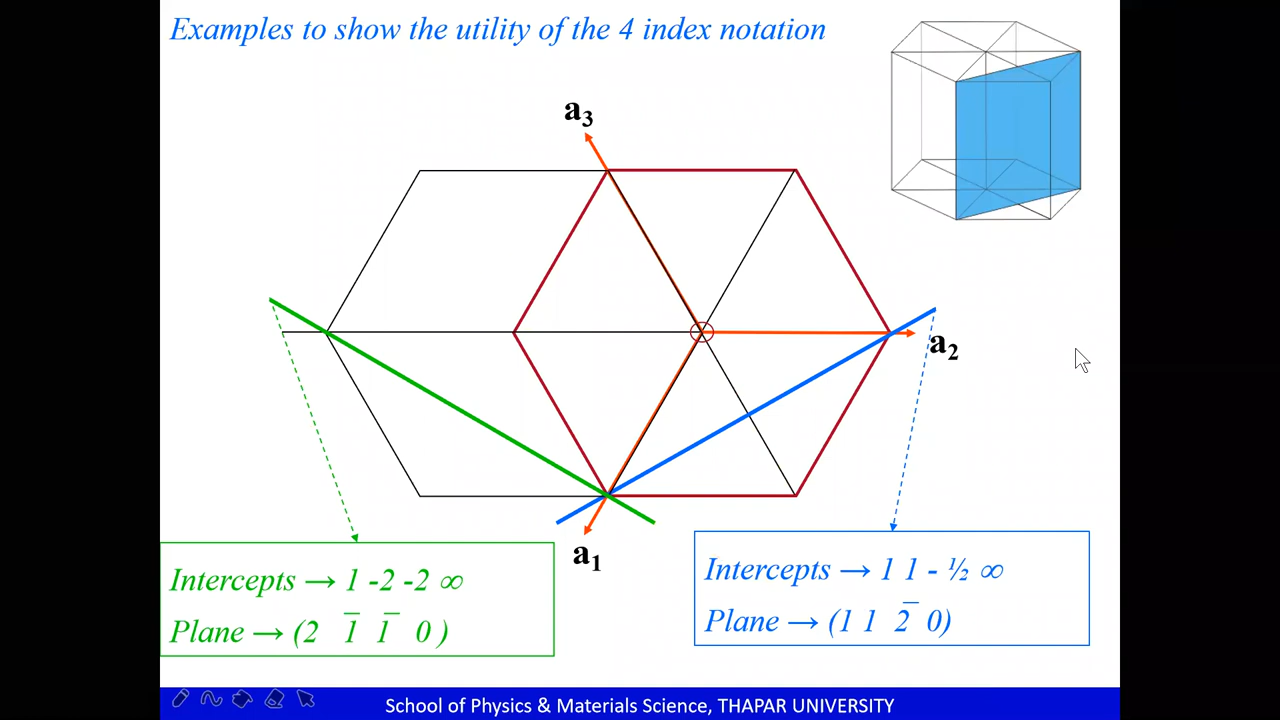 Examples to show the utility of the 4 index notation
a₃
a₂
a₁
Intercepts → 1 -2 -2 ∞
Plane → (2 1̅ 1̅ 0 )
Intercepts → 1 1 - ½ ∞
Plane → (1 1 2̅ 0)
School of Physics & Materials Science, THAPAR UNIVERSITY